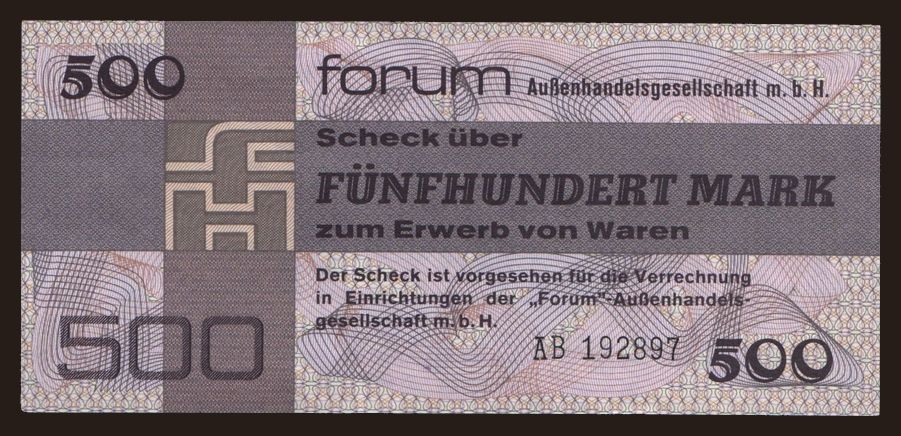 500
forum Außenhandelsgesellschaft m. b. H.
Scheck über
FÜNFHUNDERT MARK
zum Erwerb von Waren
Der Scheck ist vorgesehen für die Verrechnung
in Einrichtungen der „Forum"-Außenhandels-
gesellschaft m. b. H.
500
AB 192897
500